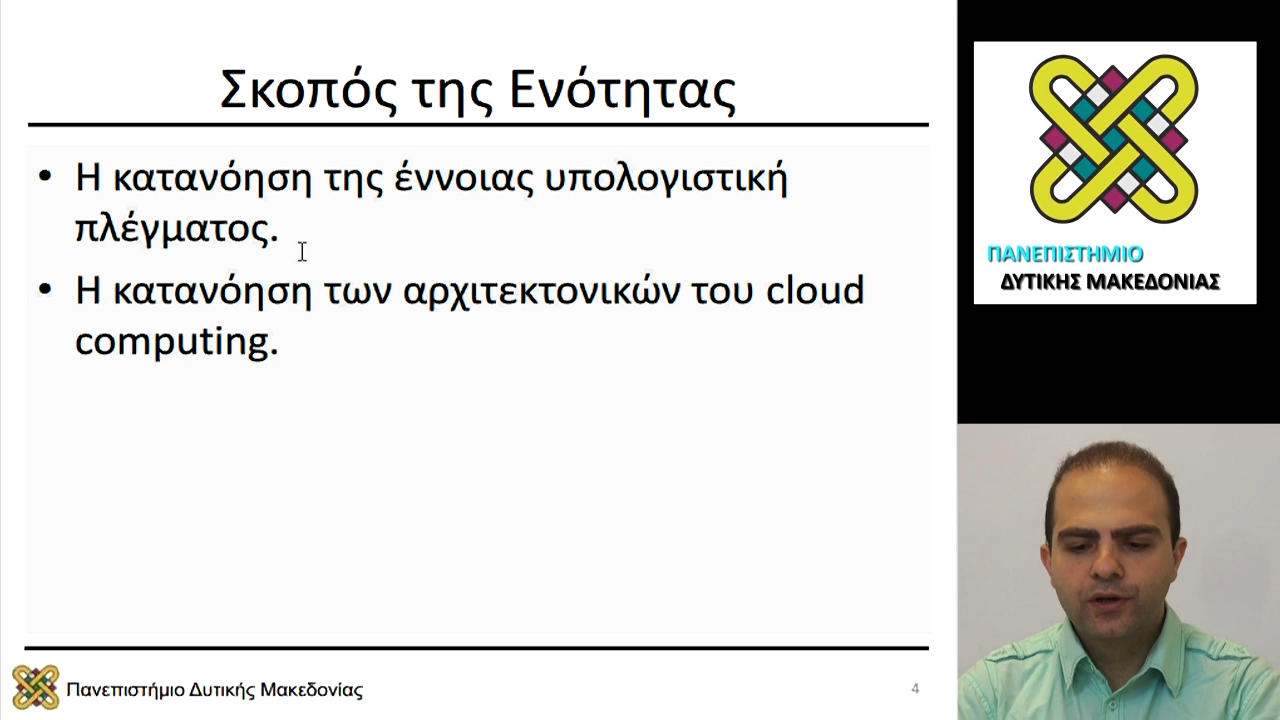 Σκοπός της Ενότητας
• Η κατανόηση της έννοιας υπολογιστική
πλέγματος.
• Η κατανόηση των αρχιτεκτονικών του cloud
computing.
Πανεπιστήμιο Δυτικής Μακεδονίας
4
ΠΑΝΕΠΙΣΤΗΜΙΟ
ΔΥΤΙΚΗΣ ΜΑΚΕΔΟΝΙΑΣ